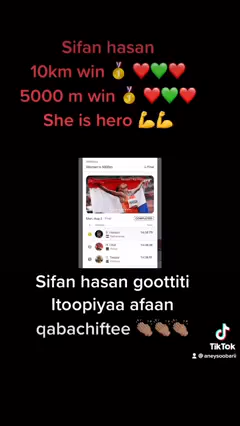 Sifan hasan
10km win 🥇 ❤️💚❤️
5000 m win 🥇 ❤️💚❤️
She is hero 💪💪
Sifan hasan goottiti
Itoopiyaa afaan
qabachiftee 👏🏽👏🏽👏🏽
TikTok
@aneysooberii